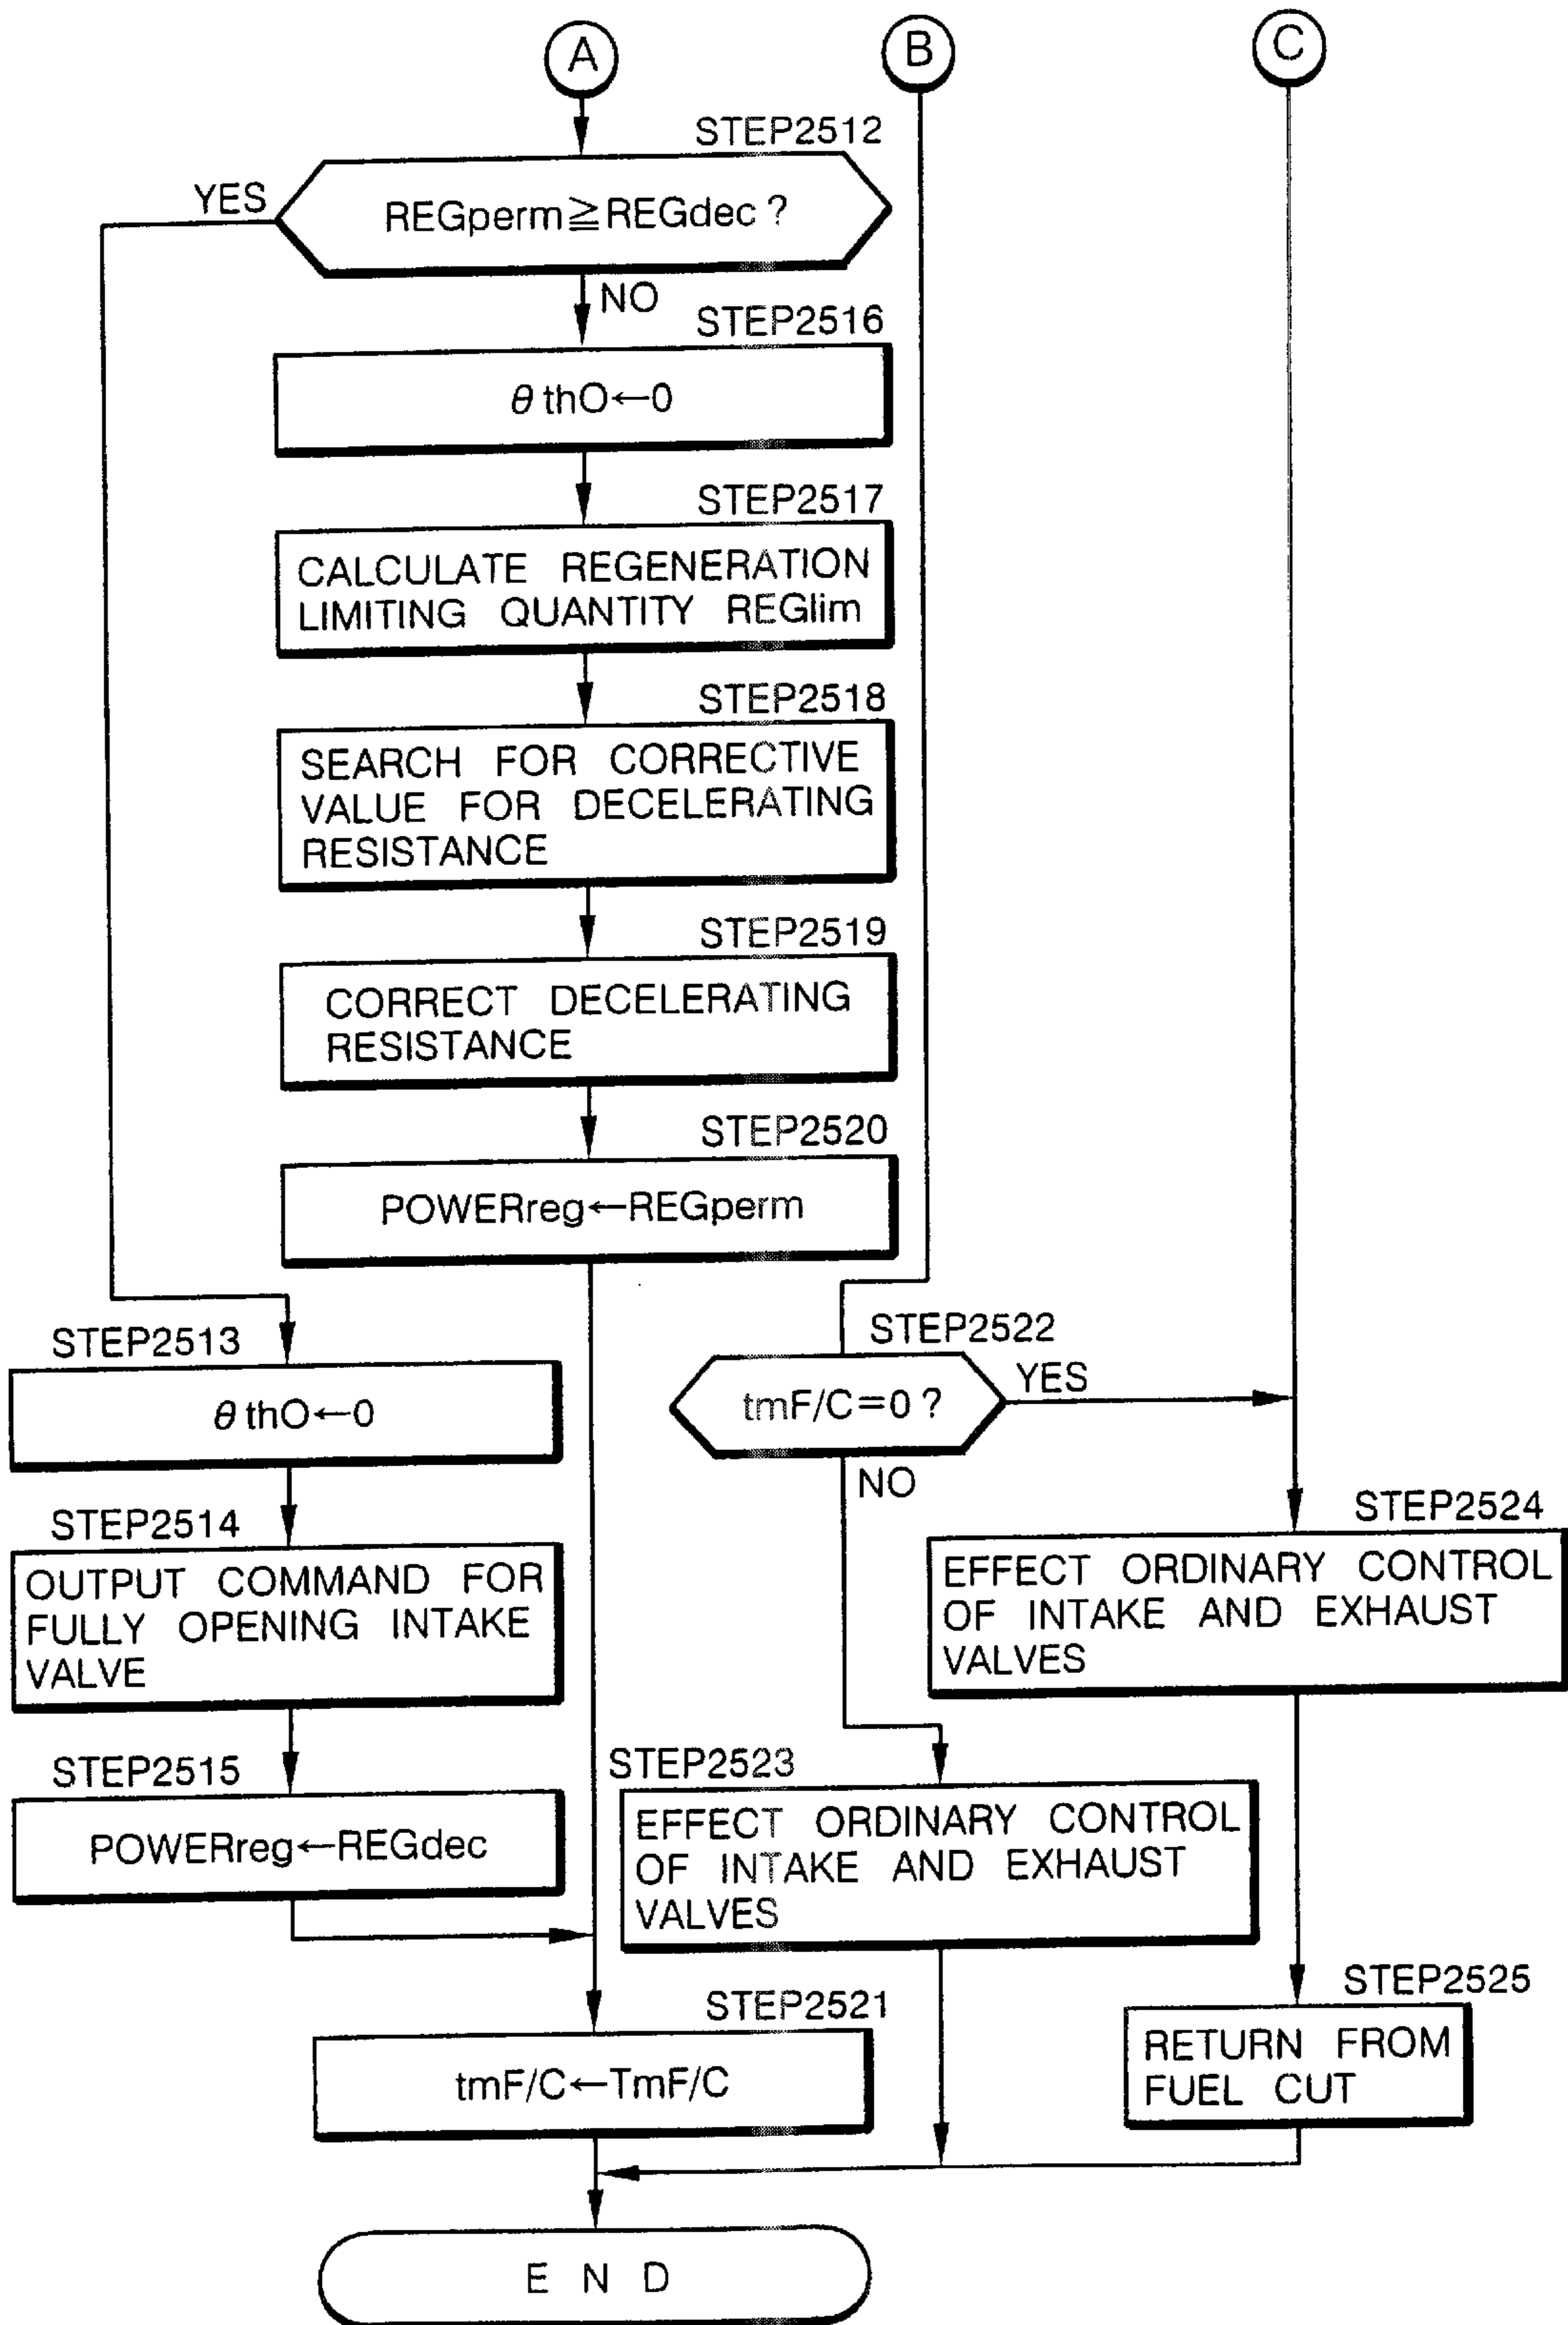 A
B
C
STEP2512
YES
REGperm≧REGdec ?
NO
STEP2516
θ thO←0
STEP2517
CALCULATE REGENERATION
LIMITING QUANTITY REGlim
STEP2518
SEARCH FOR CORRECTIVE
VALUE FOR DECELERATING
RESISTANCE
STEP2519
CORRECT DECELERATING
RESISTANCE
STEP2520
POWERreg←REGperm
STEP2513
θ thO←0
STEP2514
OUTPUT COMMAND FOR
FULLY OPENING INTAKE
VALVE
STEP2515
POWERreg←REGdec
STEP2522
tmF/C=0 ?
YES
NO
STEP2524
EFFECT ORDINARY CONTROL
OF INTAKE AND EXHAUST
VALVES
STEP2523
EFFECT ORDINARY CONTROL
OF INTAKE AND EXHAUST
VALVES
STEP2525
RETURN FROM
FUEL CUT
STEP2521
tmF/C←TmF/C
E N D